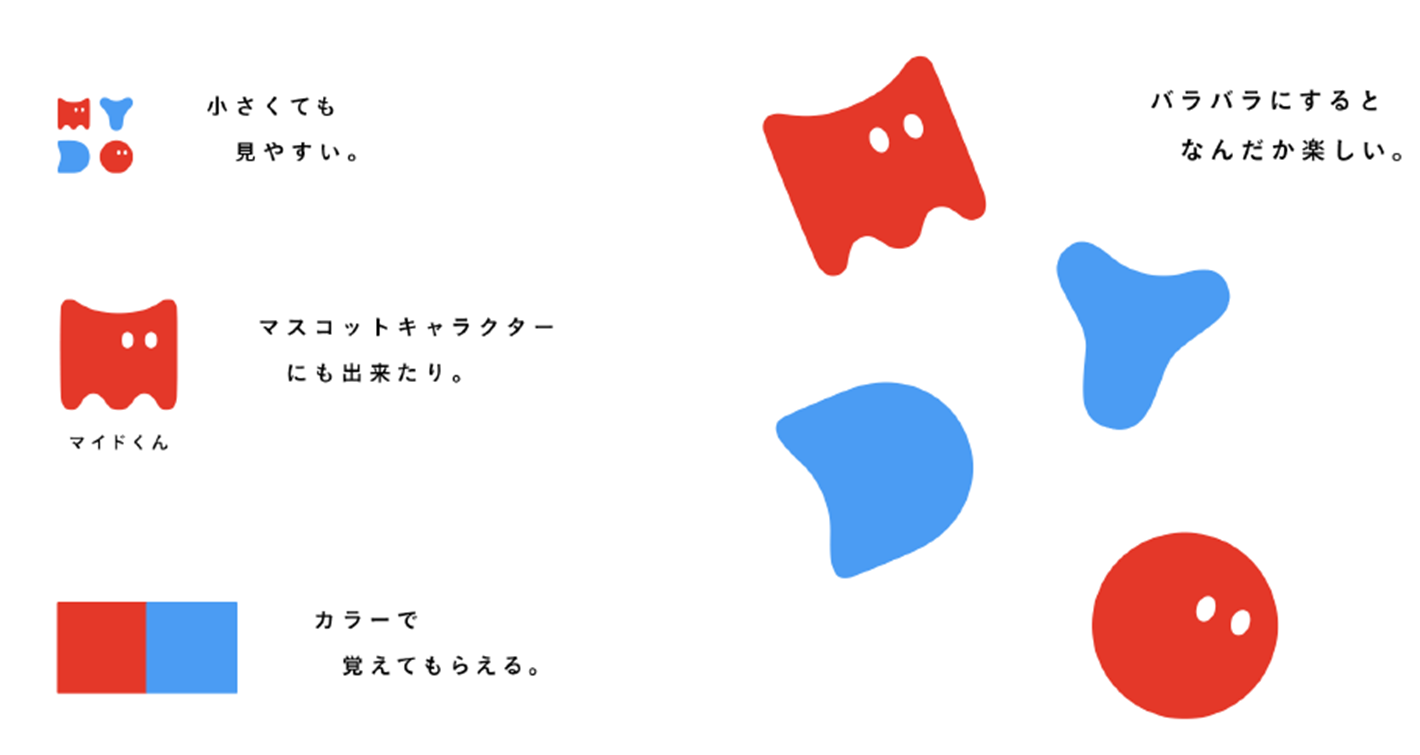 小さくても
見やすい。
マスコットキャラクター
にも出来たり。
マイドくん
カラーで
覚えてもらえる。
バラバラにすると
なんだか楽しい。